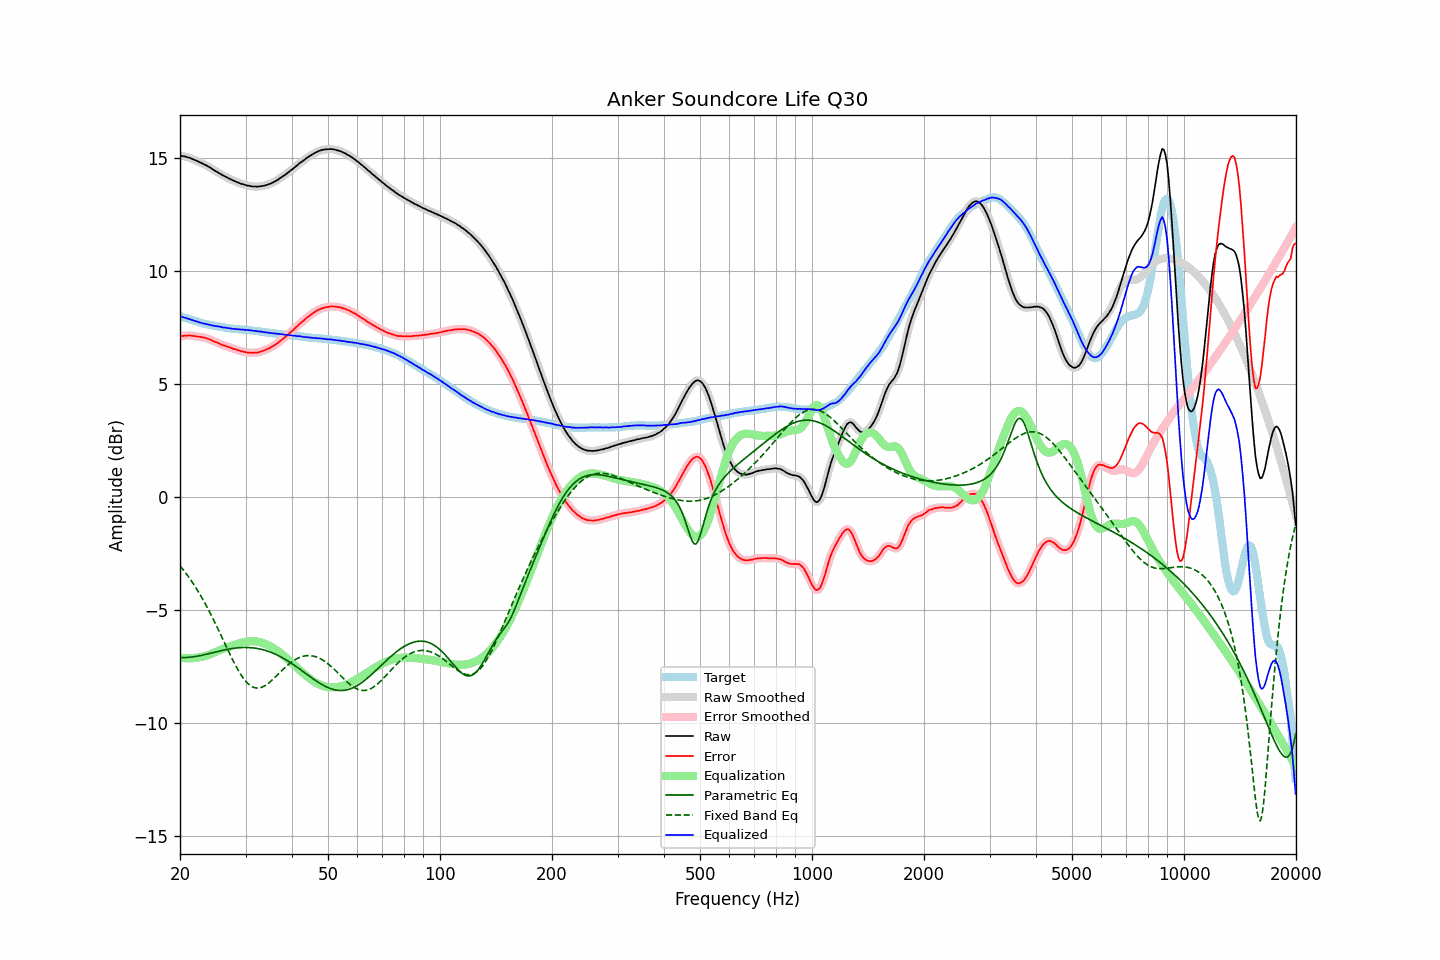 Anker Soundcore Life Q30
Amplitude (dBr)
15
10
5
0
−5
−10
−15
Target
Raw Smoothed
Error Smoothed
Raw
Error
Equalization
Parametric Eq
Fixed Band Eq
Equalized
20 50 100 200 500 1000 2000 5000 10000 20000
Frequency (Hz)